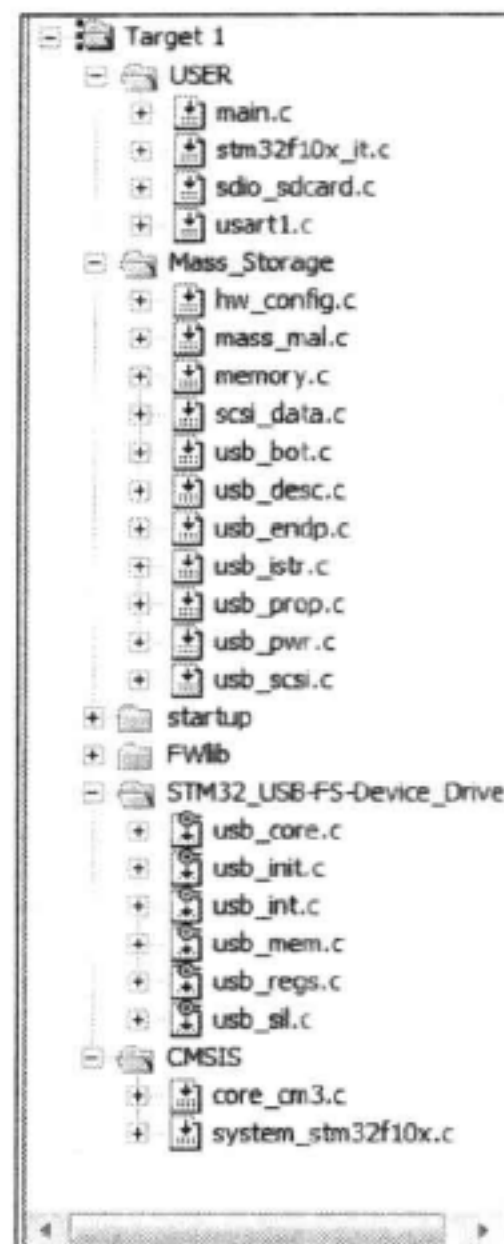 Target 1
USER
main.c
stm32f10x_it.c
sdio_sdcard.c
usart1.c
Mass_Storage
hw_config.c
mass_mal.c
memory.c
scsi_data.c
usb_bot.c
usb_desc.c
usb_endp.c
usb_istr.c
usb_prop.c
usb_pwr.c
usb_scsi.c
startup
FWlib
STM32_USB-FS-Device_Drive
usb_core.c
usb_init.c
usb_int.c
usb_mem.c
usb_regs.c
usb_sil.c
CMSIS
core_cm3.c
system_stm32f10x.c